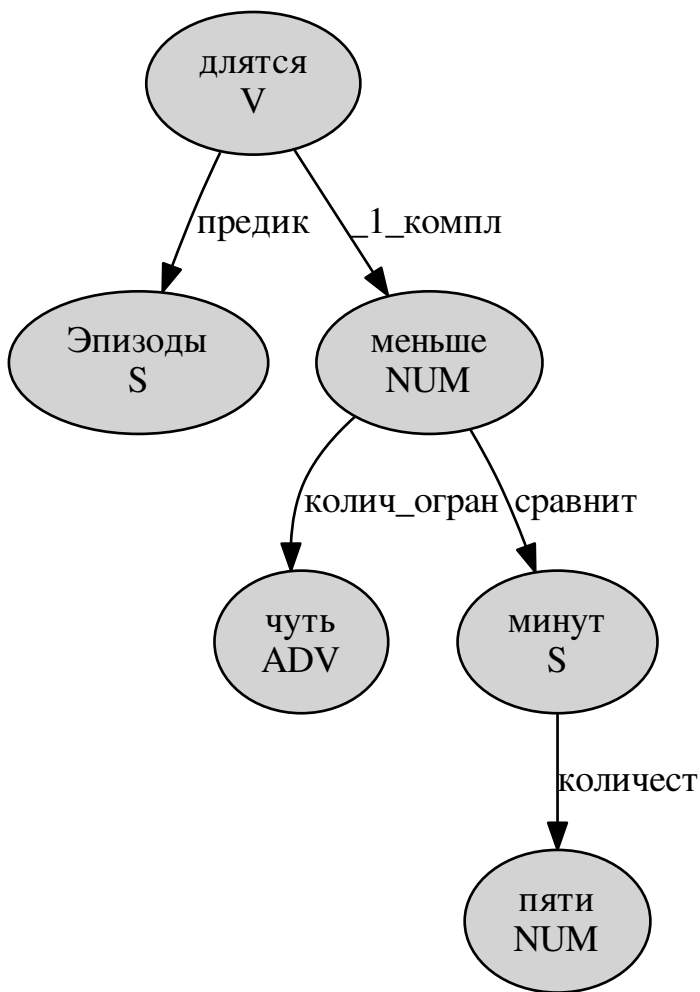 длятся
V
предик
_1_компл
Эпизоды
S
меньше
NUM
колич_огран
сравнит
чуть
ADV
минут
S
количест
пяти
NUM